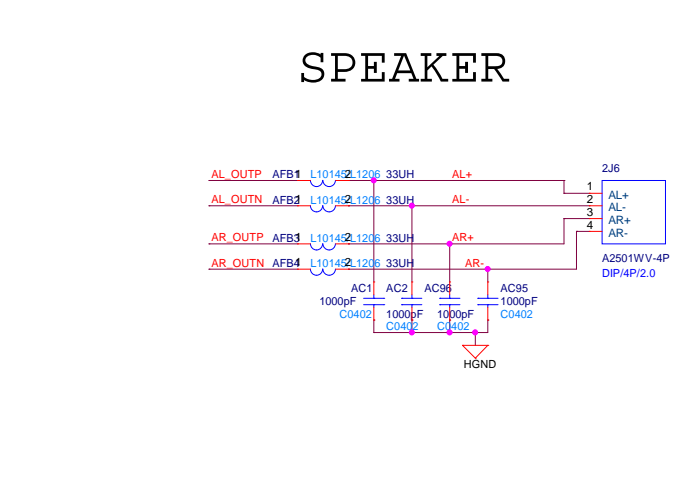 SPEAKER
2J6
AL_OUTP AFB1 1 L10145 2 L1206 33UH AL+
AL_OUTN AFB2 1 L10145 2 L1206 33UH AL-
AR_OUTP AFB3 1 L10145 2 L1206 33UH AR+
AR_OUTN AFB4 1 L10145 2 L1206 33UH AR-
1 AL+
2 AL-
3 AR+
4 AR-
A2501WV-4P
DIP/4P/2.0
AC1 AC2 AC96 AC95
1000pF 1000pF 1000pF 1000pF
C0402 C0402 C0402 C0402
HGND